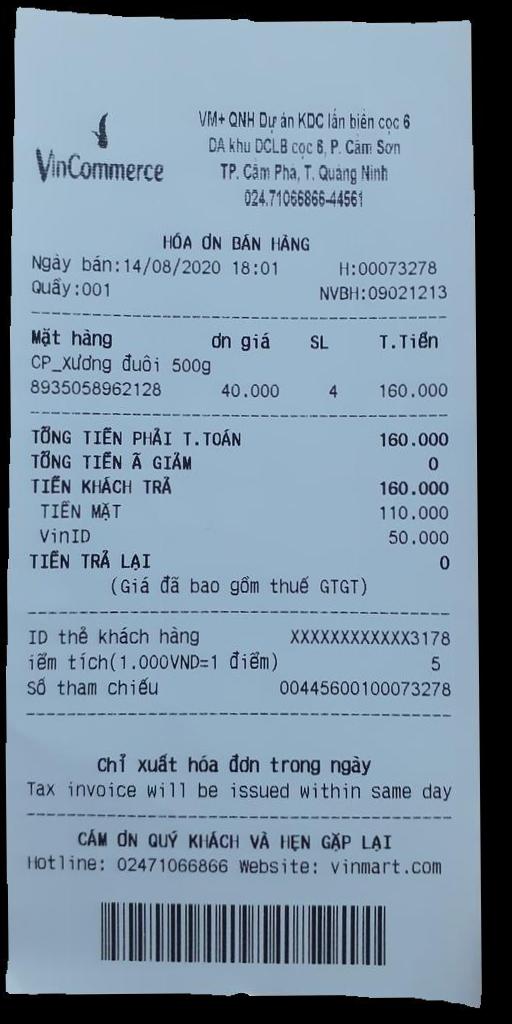 VinCommerce
VM+ QNH Dự án KDC lấn biển cọc 6
DA khu DCLB cọc 6, P. Cẩm Sơn
TP. Cẩm Phả, T. Quảng Ninh
024.71066866-44561
HÓA ƠN BÁN HÀNG
Ngày bán:14/08/2020 18:01 H:00073278
Quầy:001 NVBH:09021213
Mặt hàng ơn giá SL T.Tiền
CP_Xương đuôi 500g
8935058962128 40.000 4 160.000
TỔNG TIỀN PHẢI T.TOÁN 160.000
TỔNG TIỀN Ã GIẢM 0
TIỀN KHÁCH TRẢ 160.000
TIỀN MẶT 110.000
VinID 50.000
TIỀN TRẢ LẠI 0
(Giá đã bao gồm thuế GTGT)
ID thẻ khách hàng XXXXXXXXXXXX3178
iểm tích(1.000VND=1 điểm) 5
Số tham chiếu 00445600100073278
Chỉ xuất hóa đơn trong ngày
Tax invoice will be issued within same day
CÁM ƠN QUÝ KHÁCH VÀ HẸN GẶP LẠI
Hotline: 02471066866 Website: vinmart.com